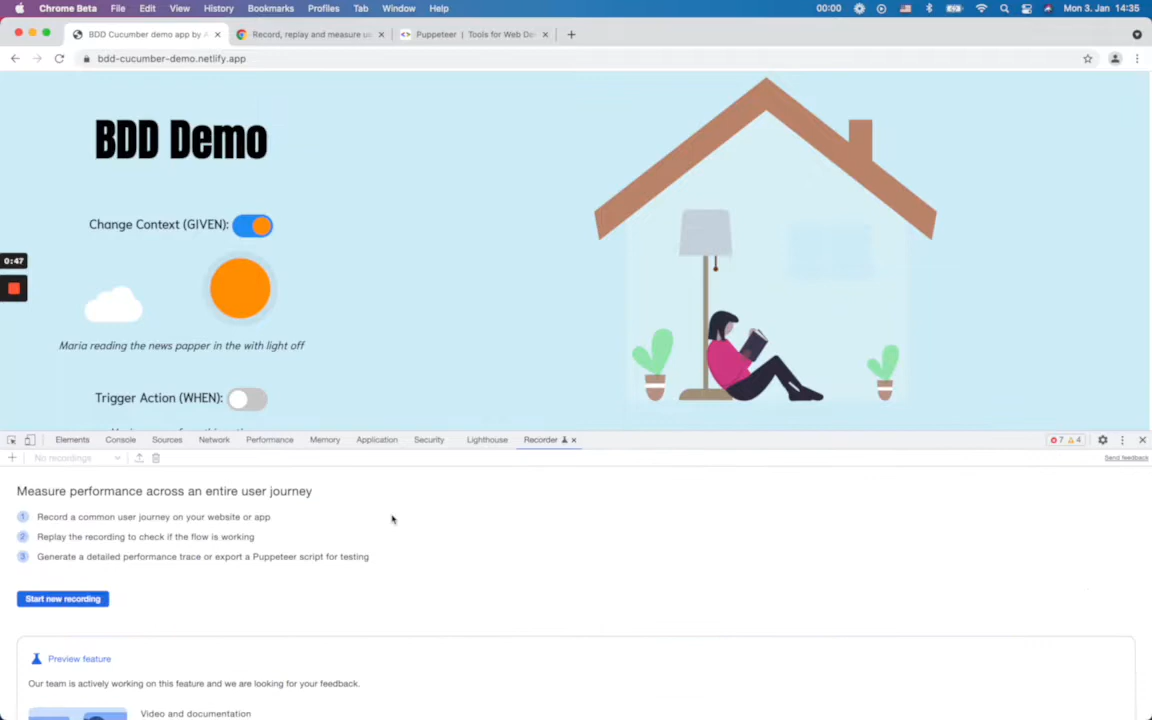 Chrome Beta File Edit View History Bookmarks Profiles Tab Window Help 00:00 Mon 3. Jan 14:35
BDD Cucumber demo app by A Record, replay and measure us Puppeteer | Tools for Web De
bdd-cucumber-demo.netlify.app
BDD Demo
Change Context (GIVEN):
0:47
Maria reading the news papper in the with light off
Trigger Action (WHEN):
Elements Console Sources Network Performance Memory Application Security Lighthouse Recorder 7 4
No recordings Send feedback
Measure performance across an entire user journey
1 Record a common user journey on your website or app
2 Replay the recording to check if the flow is working
3 Generate a detailed performance trace or export a Puppeteer script for testing
Start new recording
Preview feature
Our team is actively working on this feature and we are looking for your feedback.
Video and documentation